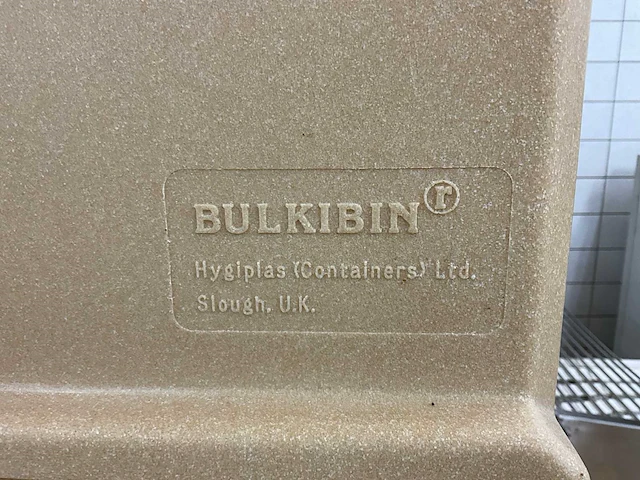 BULKIBIN ®
Hygiplas (Containers) Ltd.
Slough, U.K.